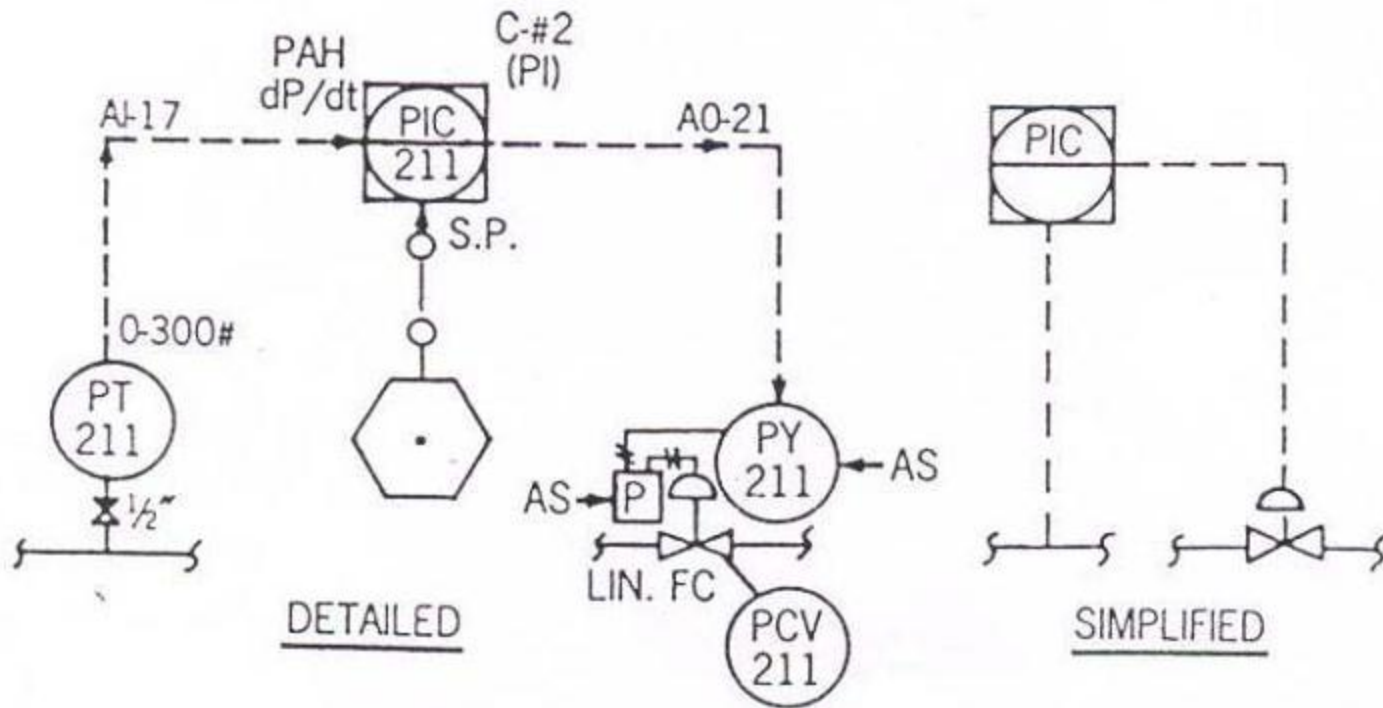 PAH
dP/dt
C-#2
(PI)
AI-17
PIC
211
AO-21
S.P.
0-300#
PT
211
1/2"
PY
211
AS
AS
P
LIN. FC
PCV
211
DETAILED
PIC
SIMPLIFIED